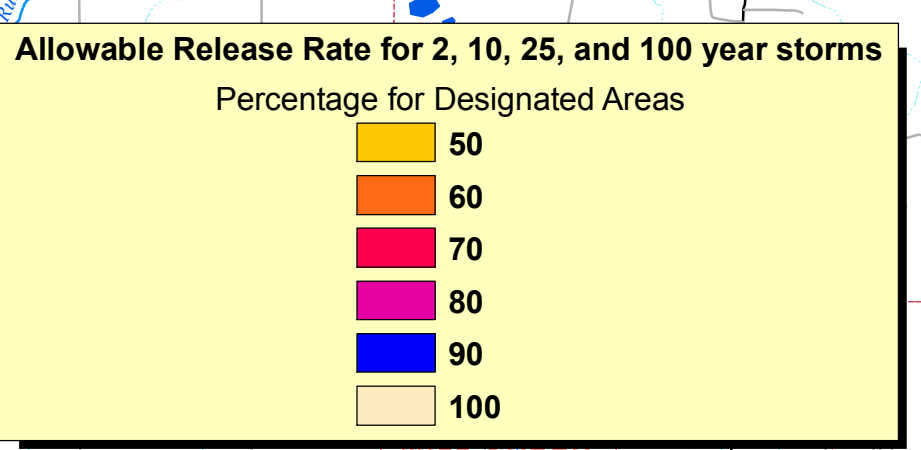 Ru
Allowable Release Rate for 2, 10, 25, and 100 year storms
Percentage for Designated Areas
50
60
70
80
90
100